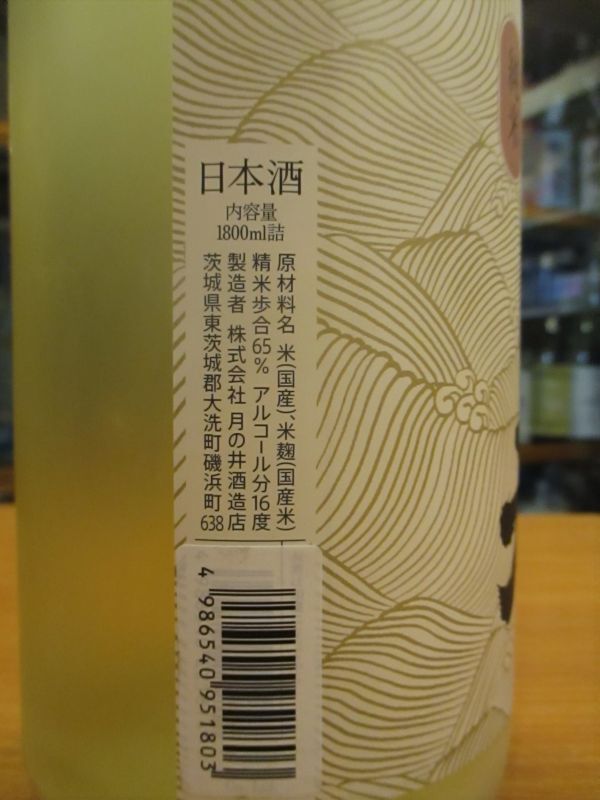 日本酒
内容量
1800ml詰
原材料名 米(国産)、米麹(国産米)
精米歩合65% アルコール分16度
製造者 株式会社 月の井酒造店
茨城県東茨城郡大洗町磯浜町638
4 986540 951803